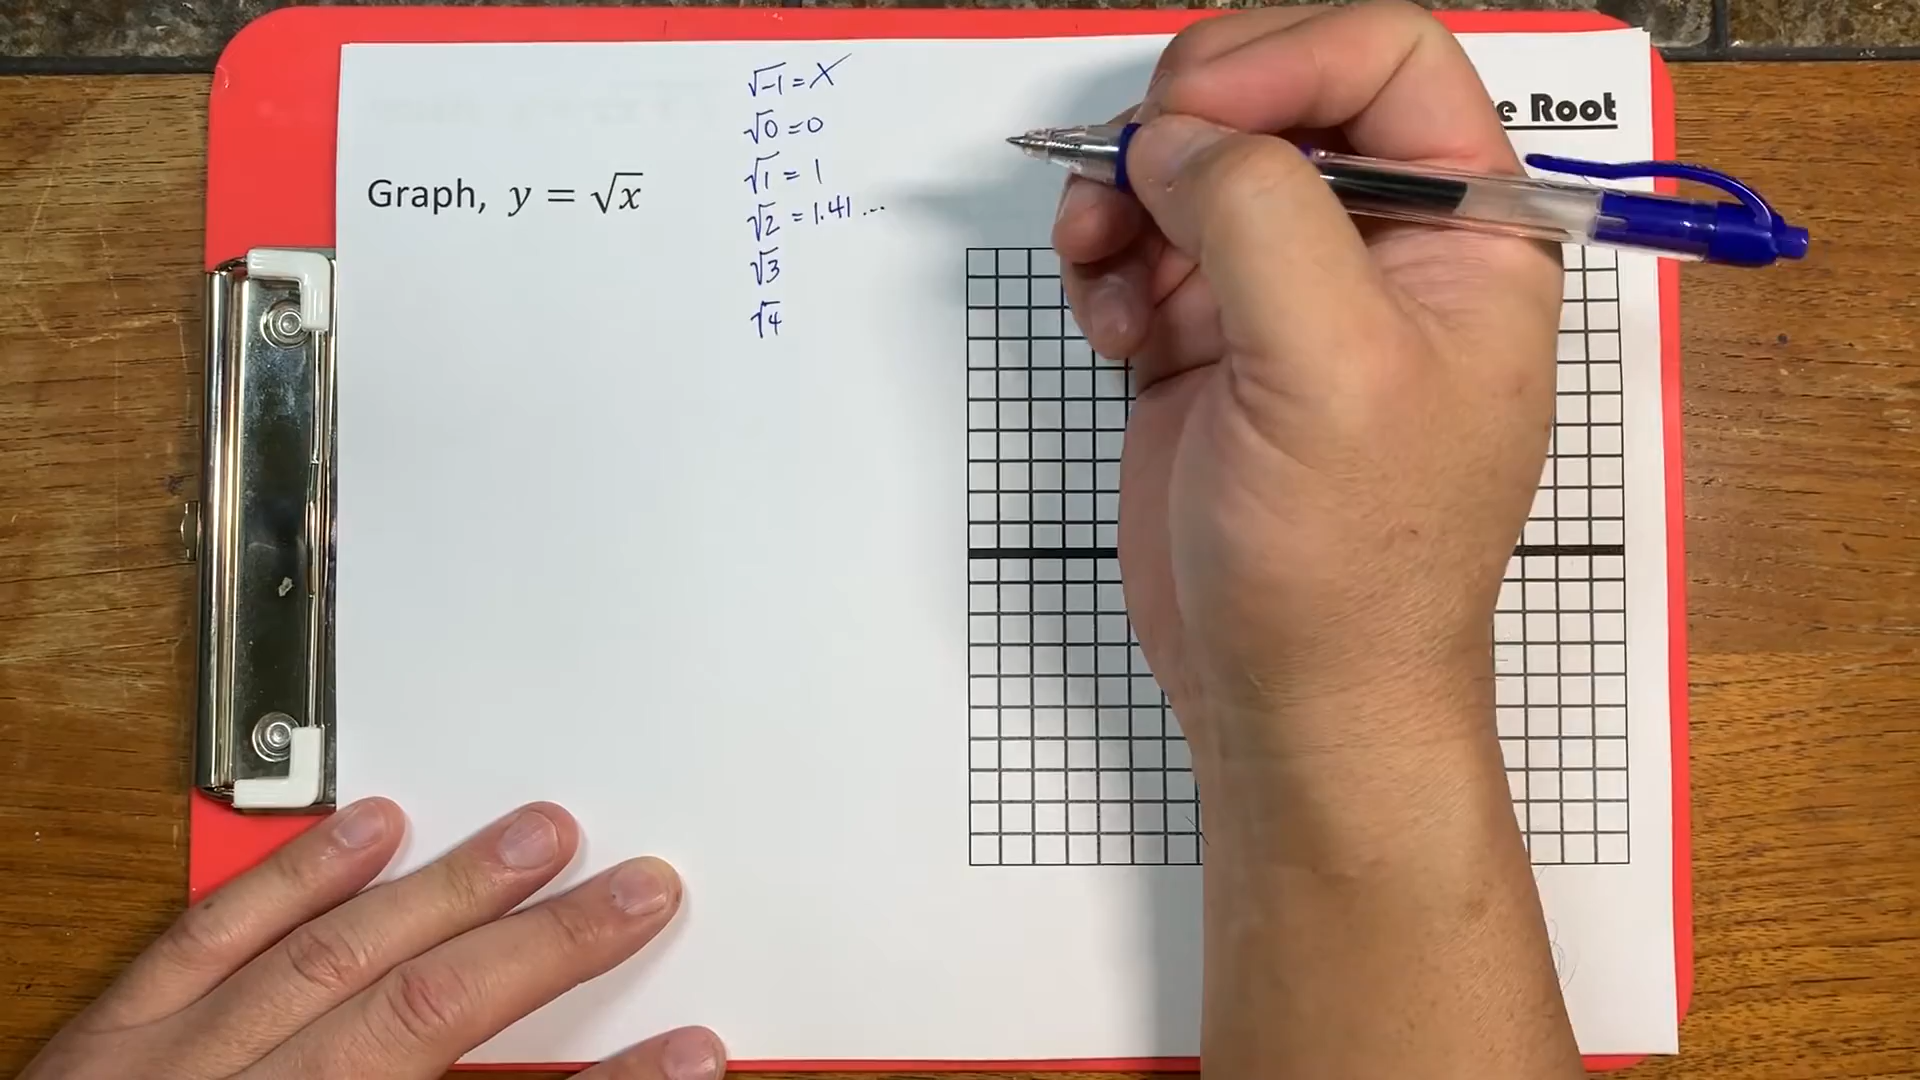 √-1 = X
Root
√0 = 0
√1 = 1
Graph, y = √x
√2 = 1.41 ...
√3
√4